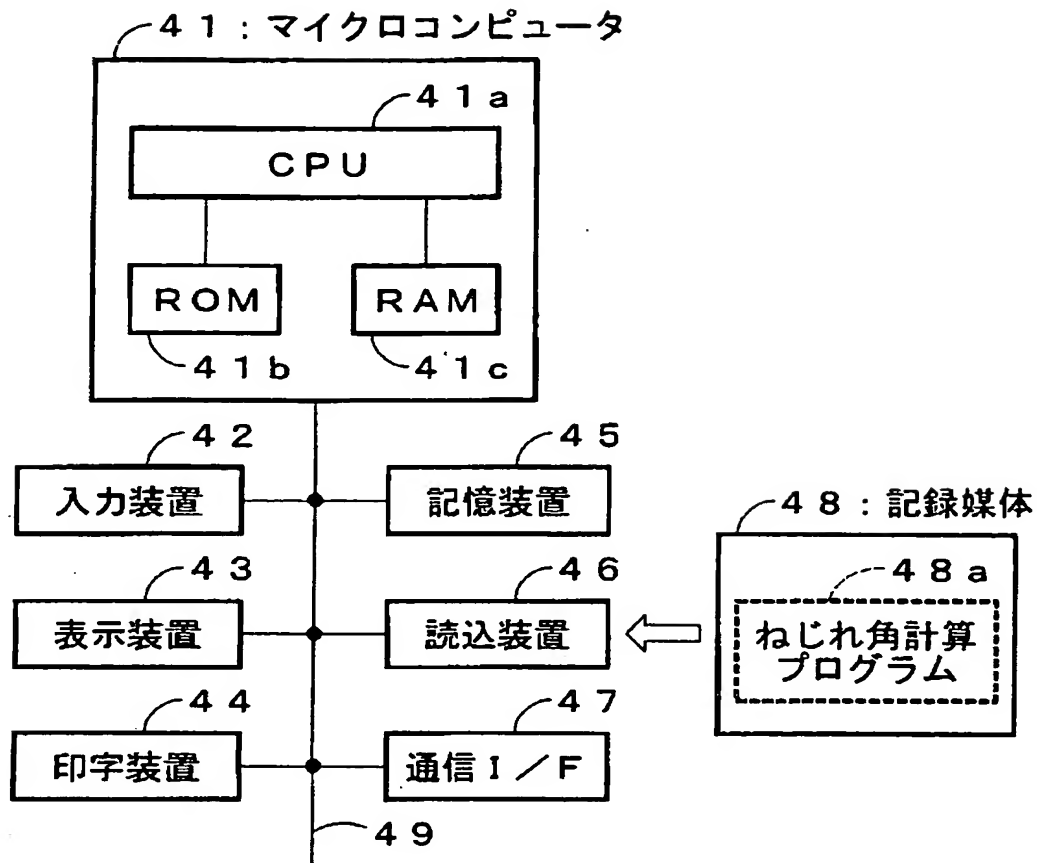 41：マイクロコンピュータ
41a
CPU
ROM
RAM
41b
41c
42
45
入力装置
記憶装置
48：記録媒体
43
46
48a
表示装置
読込装置
ねじれ角計算
プログラム
44
47
印字装置
通信I／F
49